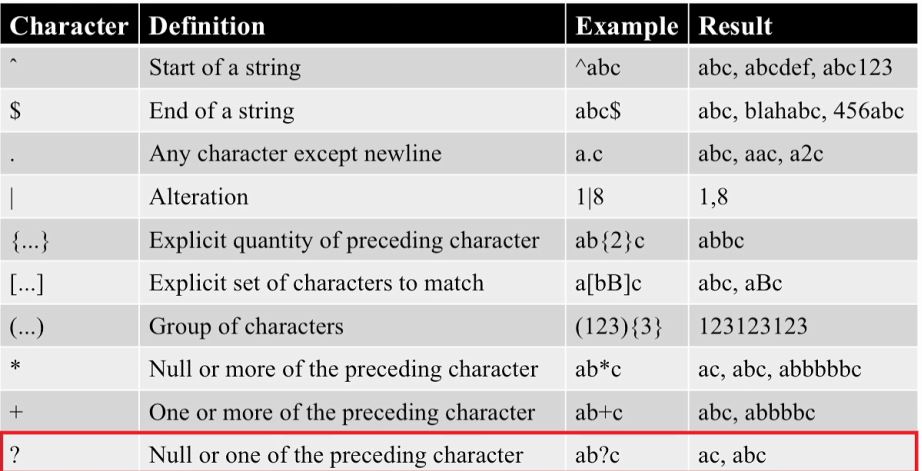 Character Definition Example Result
^ Start of a string ^abc abc, abcdef, abc123
$ End of a string abc$ abc, blahabc, 456abc
. Any character except newline a.c abc, aac, a2c
| Alteration 1|8 1,8
{...} Explicit quantity of preceding character ab{2}c abbc
[...] Explicit set of characters to match a[bB]c abc, aBc
(...) Group of characters (123){3} 123123123
* Null or more of the preceding character ab*c ac, abc, abbbbbc
+ One or more of the preceding character ab+c abc, abbbbc
? Null or one of the preceding character ab?c ac, abc